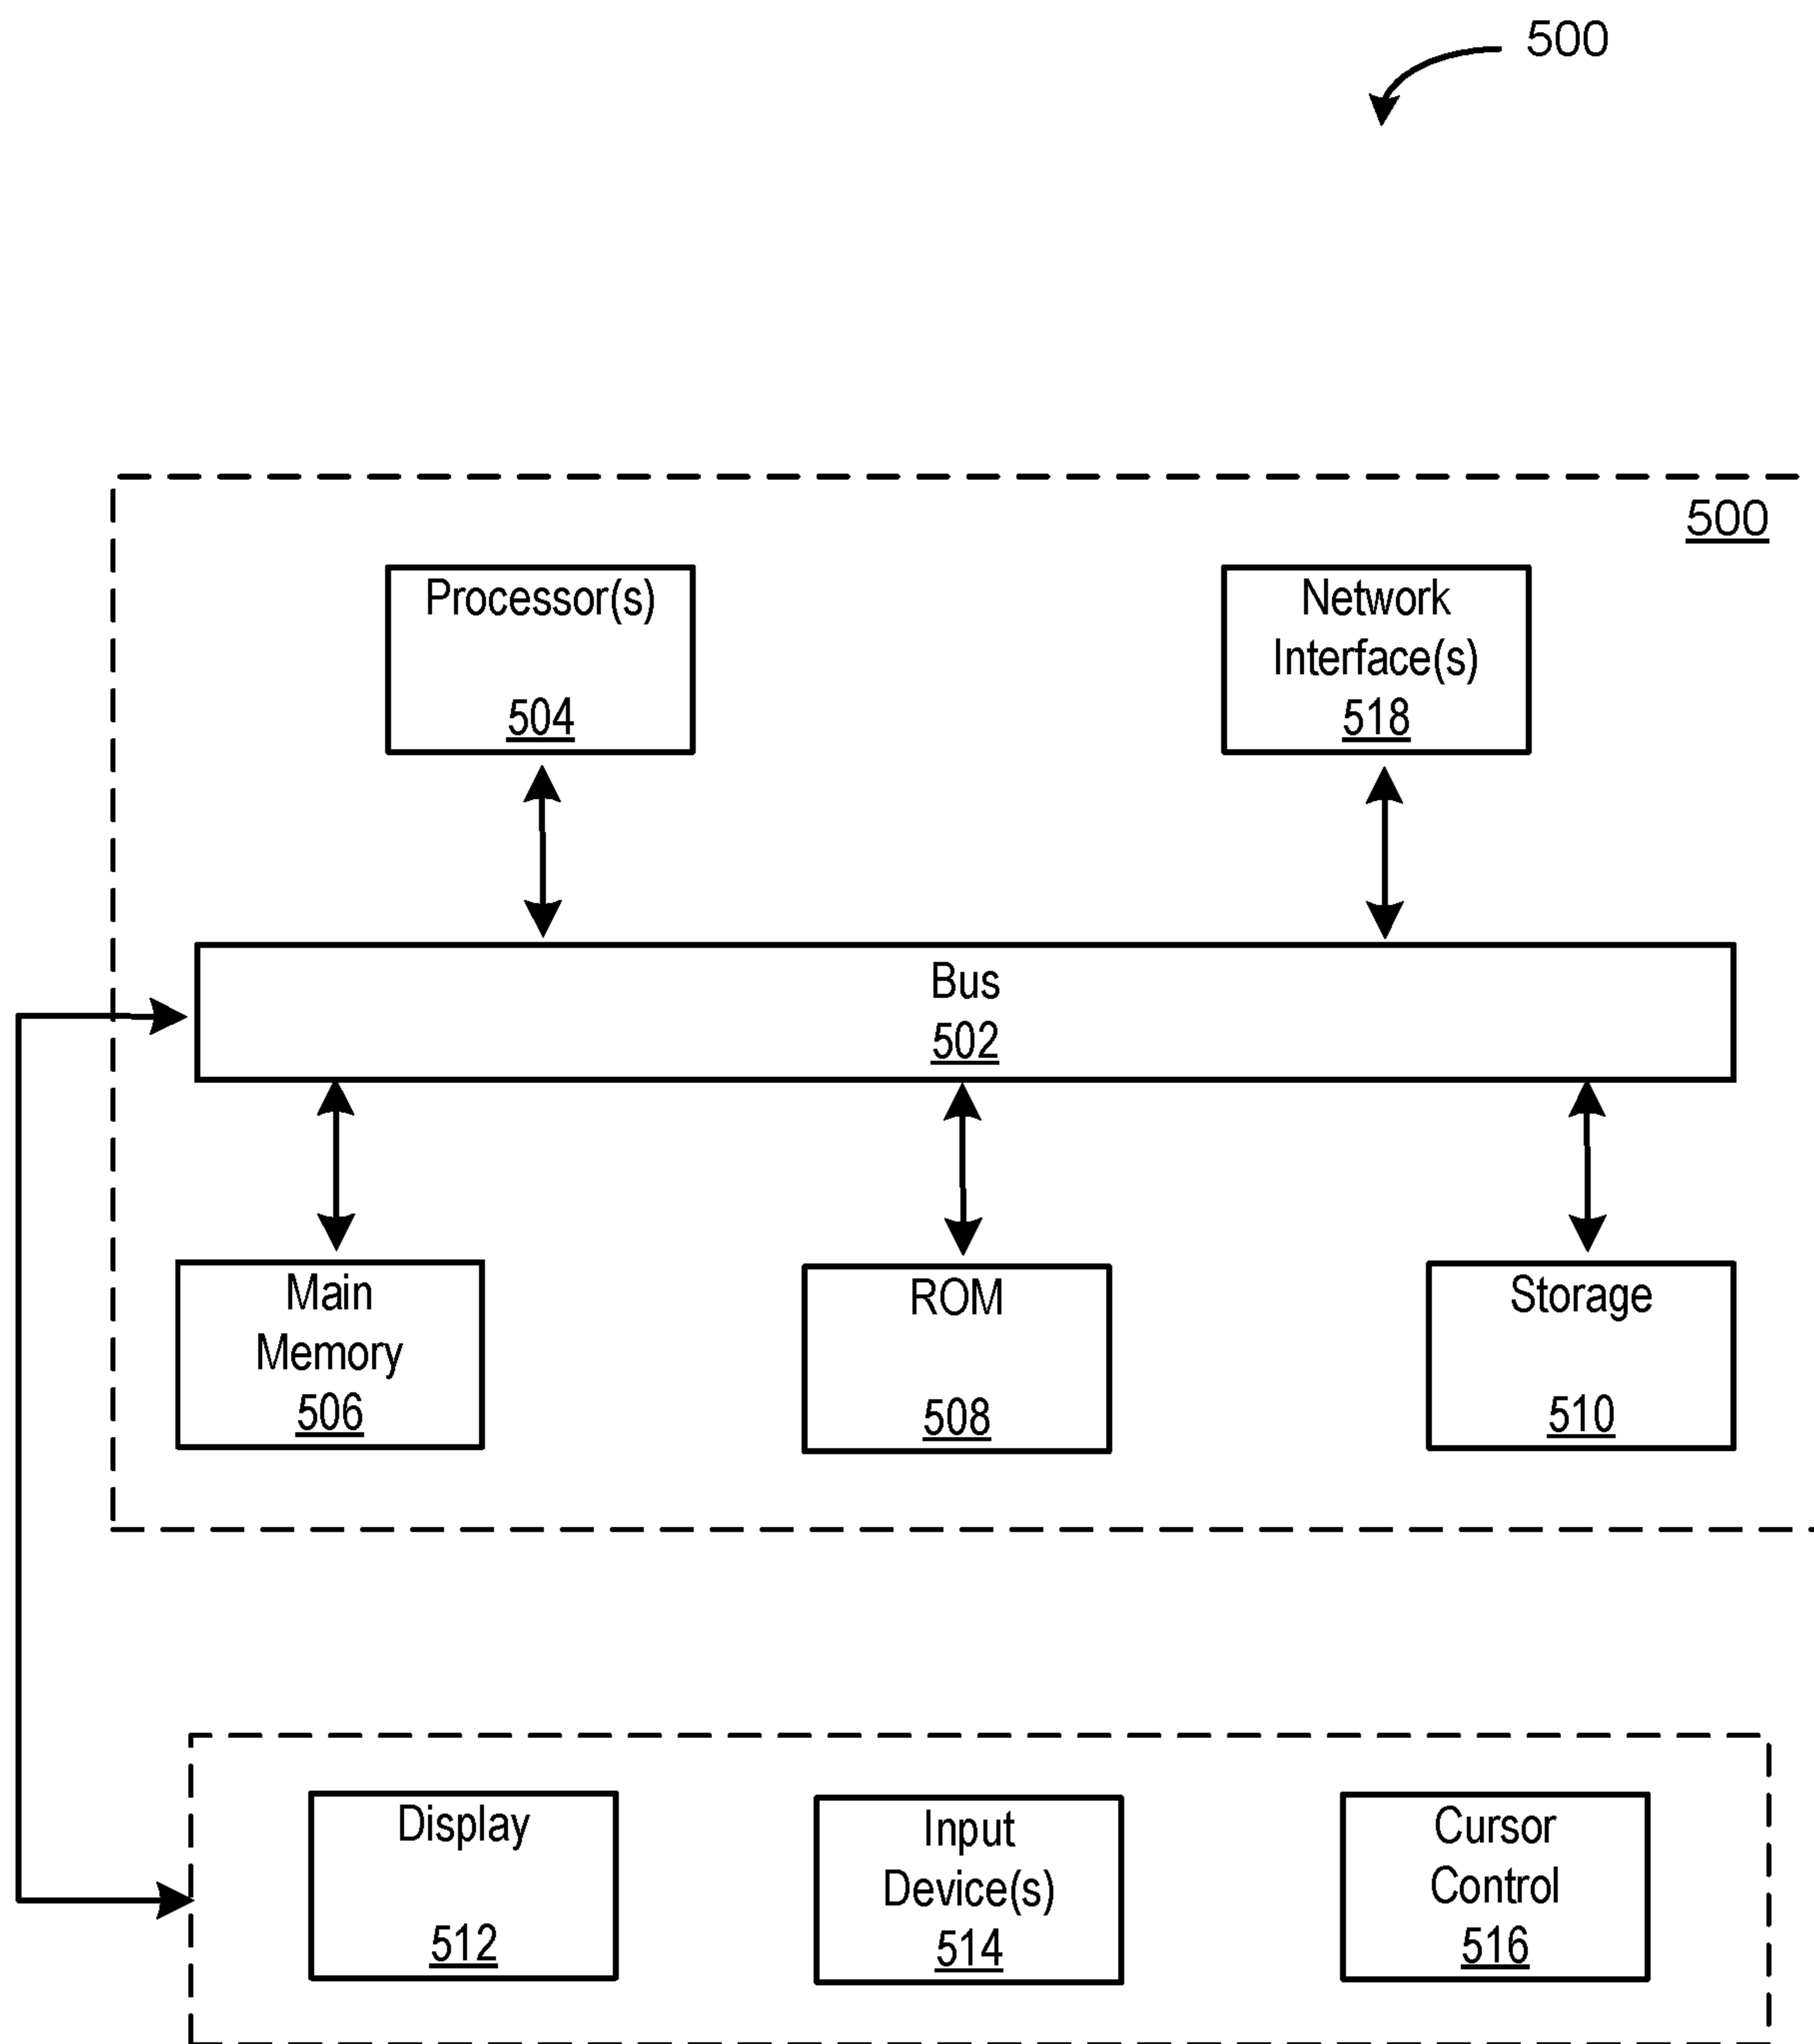 500
500
Processor(s)
504
Network
Interface(s)
518
Bus
502
Main
Memory
506
ROM
508
Storage
510
Display
512
Input
Device(s)
514
Cursor
Control
516